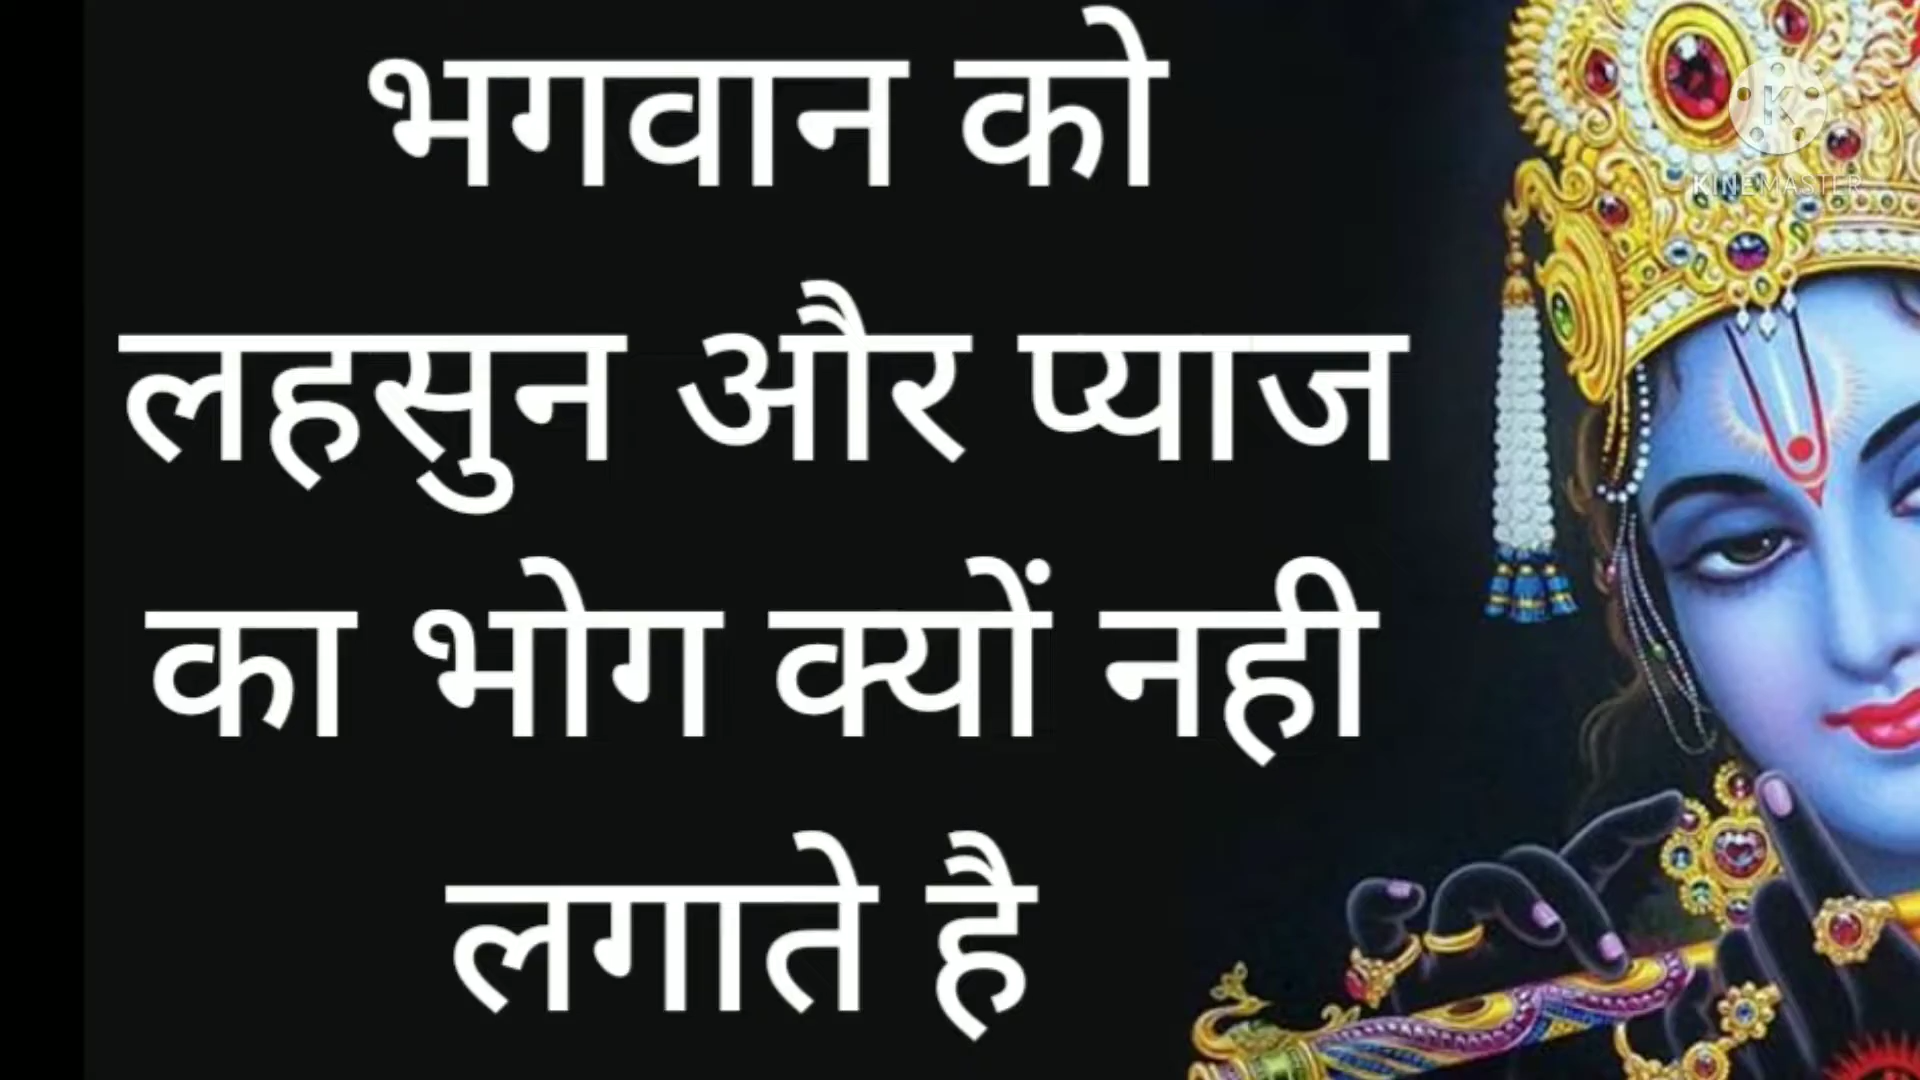 भगवान को
लहसुन और प्याज
का भोग क्यों नही
लगाते है
K
KINEMASTER